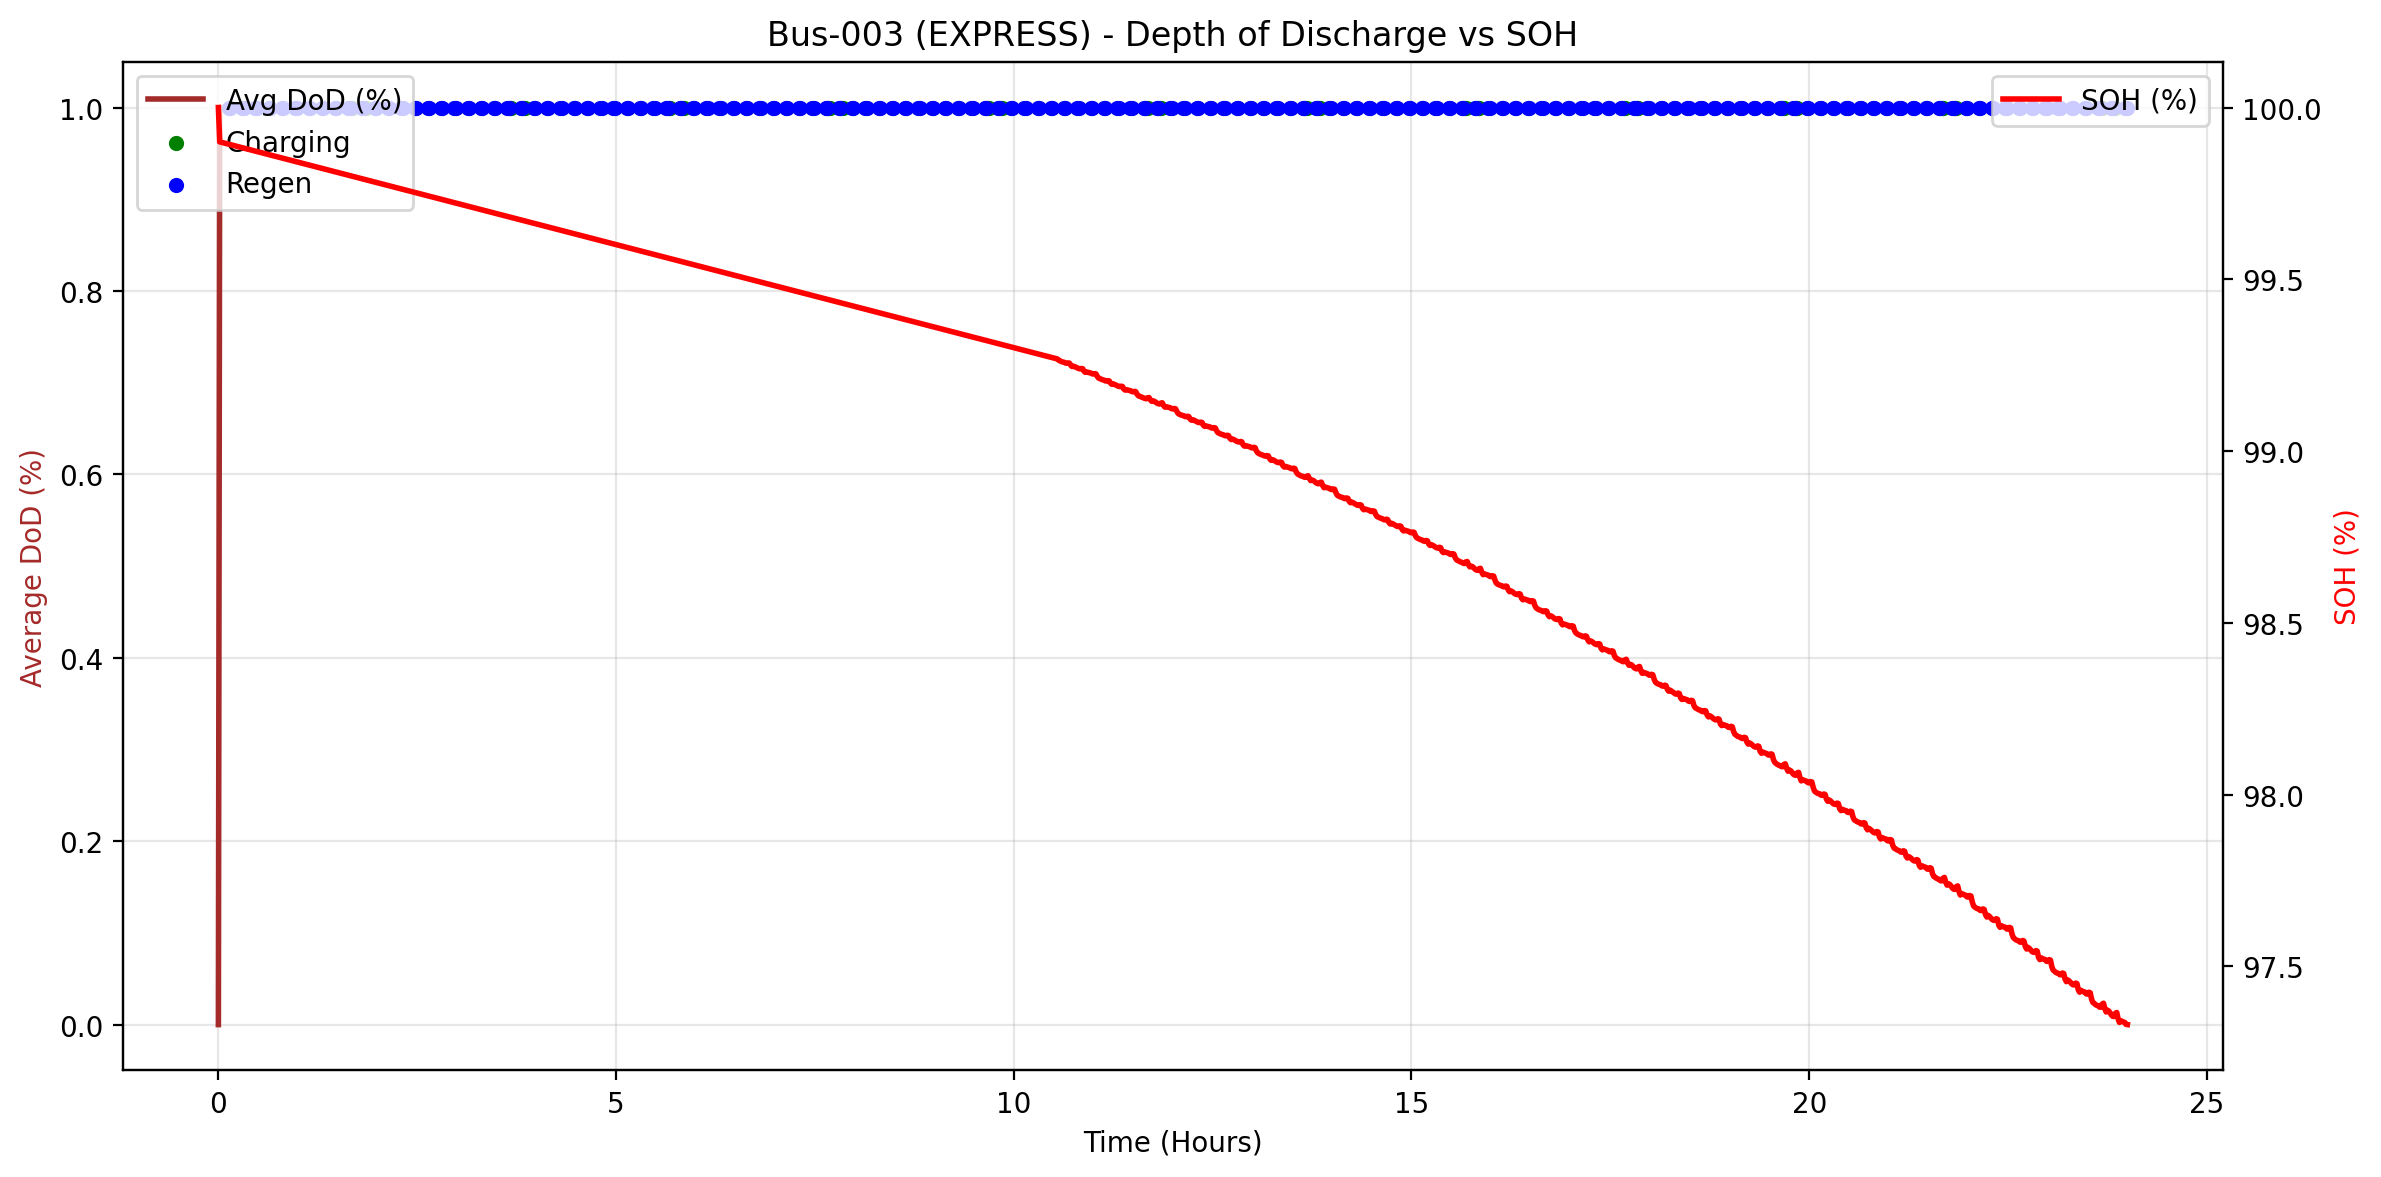 Bus-003 (EXPRESS) - Depth of Discharge vs SOH
Avg DoD (%)
Charging
Regen
SOH (%)
1.0
0.8
0.6
0.4
0.2
0.0
Average DoD (%)
100.0
99.5
99.0
98.5
98.0
97.5
SOH (%)
0 5 10 15 20 25
Time (Hours)